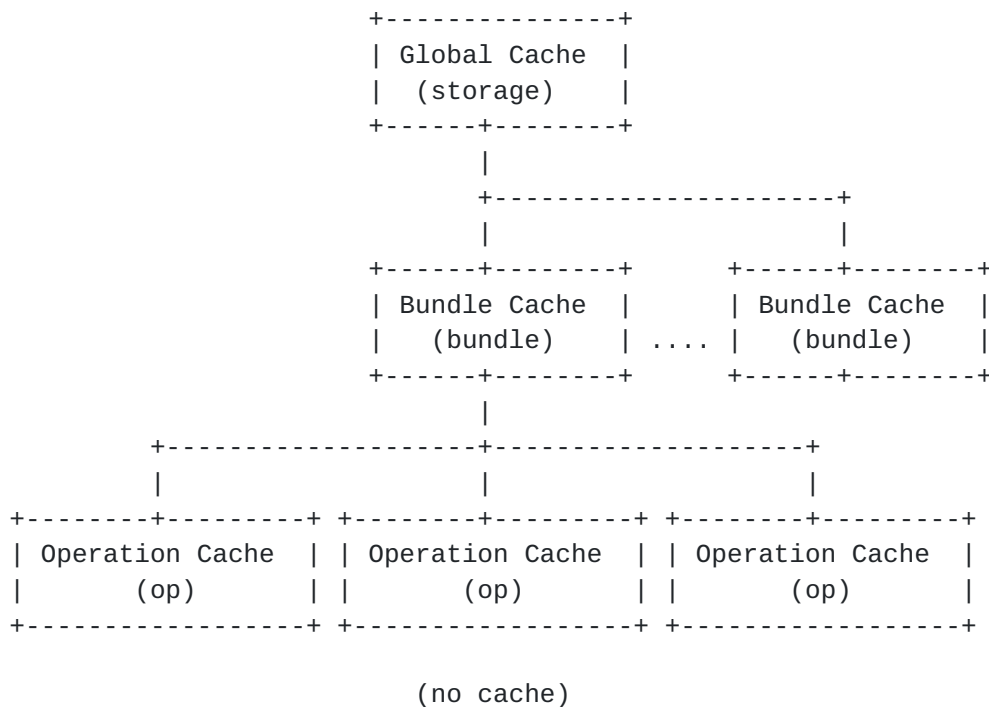 +---------------+
| Global Cache  |
|   (storage)    |
+------+--------+
|
+----------------------+
|                      |
+------+--------+      +------+--------+
| Bundle Cache  |      | Bundle Cache  |
|   (bundle)    | .... |   (bundle)    |
+------+--------+      +------+--------+
|
+--------------------+--------------------+
|                    |                    |
+--------+---------+ +--------+---------+ +--------+---------+
| Operation Cache  | | Operation Cache  | | Operation Cache  |
|       (op)       | |       (op)       | |       (op)       |
+------------------+ +------------------+ +------------------+
(no cache)